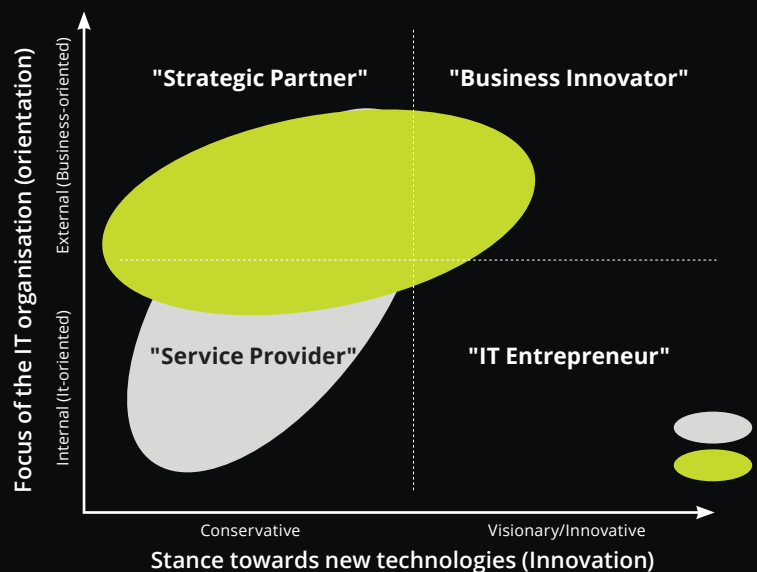 Focus of the IT organisation (orientation)
External (Business-oriented)
Internal (It-oriented)
"Strategic Partner"
"Business Innovator"
"Service Provider"
"IT Entrepreneur"
Conservative
Visionary/Innovative
Stance towards new technologies (Innovation)